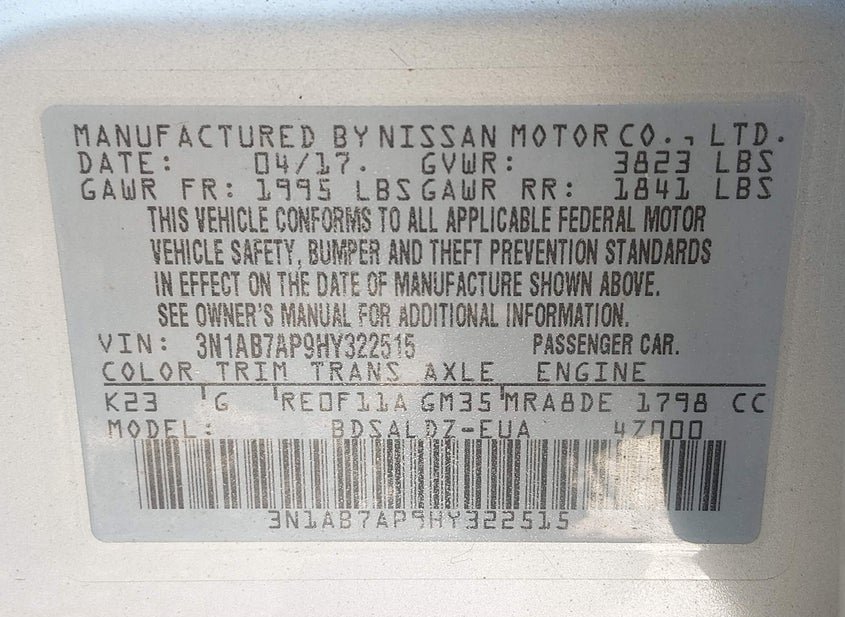 MANUFACTURED BY NISSAN MOTOR CO., LTD.
DATE: 04/17. GVWR: 3823 LBS
GAWR FR: 1995 LBS GAWR RR: 1841 LBS
THIS VEHICLE CONFORMS TO ALL APPLICABLE FEDERAL MOTOR
VEHICLE SAFETY, BUMPER AND THEFT PREVENTION STANDARDS
IN EFFECT ON THE DATE OF MANUFACTURE SHOWN ABOVE.
SEE OWNER'S MANUAL FOR ADDITIONAL INFORMATION.
VIN: 3N1AB7AP9HY322515 PASSENGER CAR.
COLOR TRIM TRANS AXLE ENGINE
K23 G RE0F11A GM35 MRA8DE 1798 CC
MODEL: BDSALDZ-EUA 4Z000
3N1AB7AP9HY322515